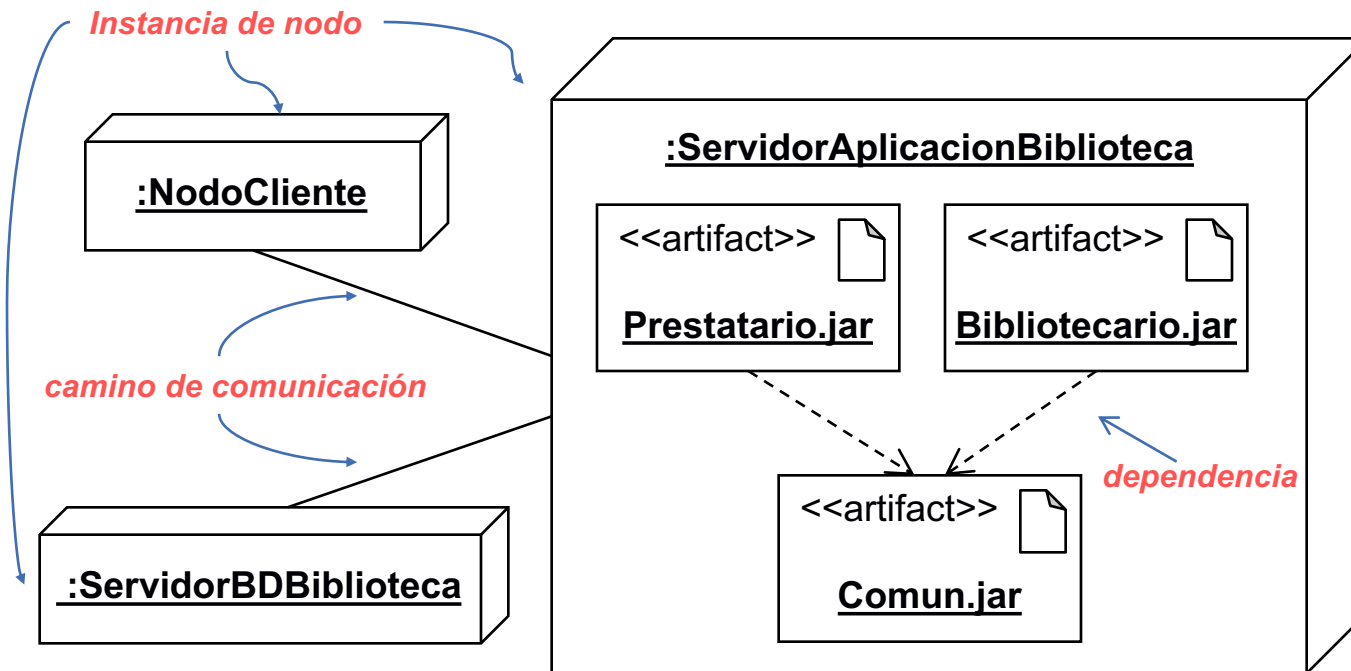 Instancia de nodo
:NodoCliente
:ServidorAplicacionBiblioteca
<<artifact>>
Prestatario.jar
<<artifact>>
Bibliotecario.jar
camino de comunicación
dependencia
<<artifact>>
Comun.jar
:ServidorBDBiblioteca